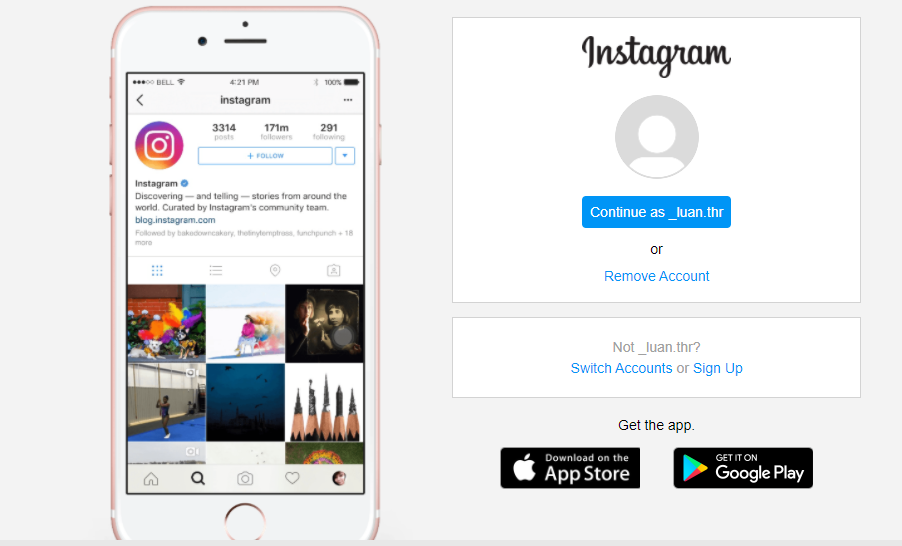 BELL
4:21 PM
100%
instagram
3314
posts
171m
followers
291
following
+ FOLLOW
Instagram
Discovering — and telling — stories from around the
world. Curated by Instagram's community team.
blog.instagram.com
Followed by bakedowncakery, thetinytemptrase, funchpunch + 18
more
Instagram
Continue as _luan.thr
or
Remove Account
Not _luan.thr?
Switch Accounts or Sign Up
Get the app.
Download on the
App Store
GET IT ON
Google Play